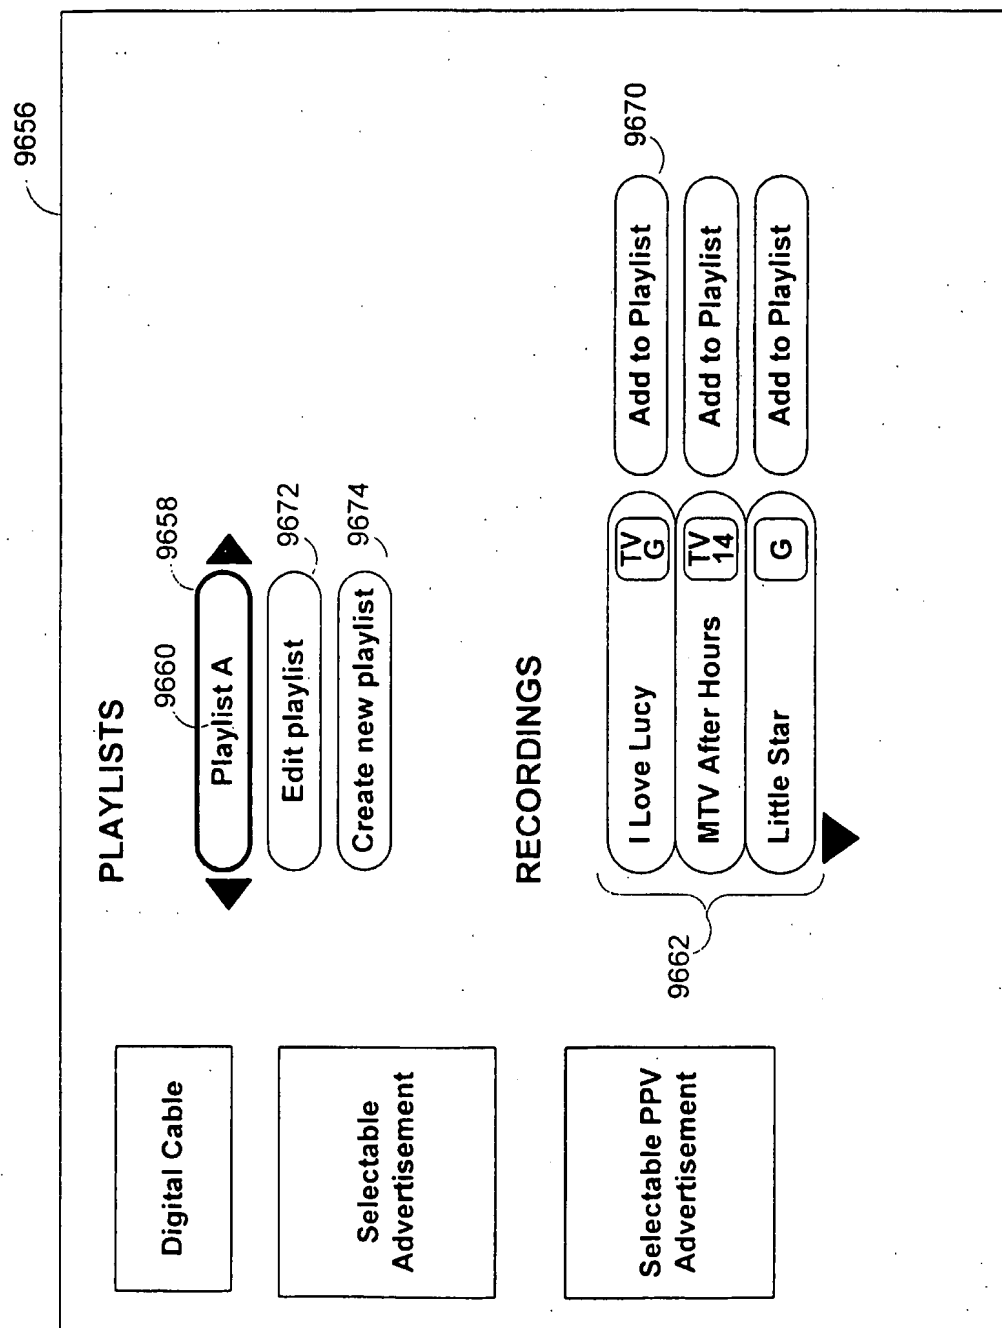 9656
Digital Cable
Selectable
Advertisement
Selectable PPV
Advertisement
PLAYLISTS
9660
9658
Playlist A
9672
Edit playlist
9674
Create new playlist
RECORDINGS
9670
I Love Lucy TV G Add to Playlist
MTV After Hours TV 14 Add to Playlist
Little Star G Add to Playlist
9662